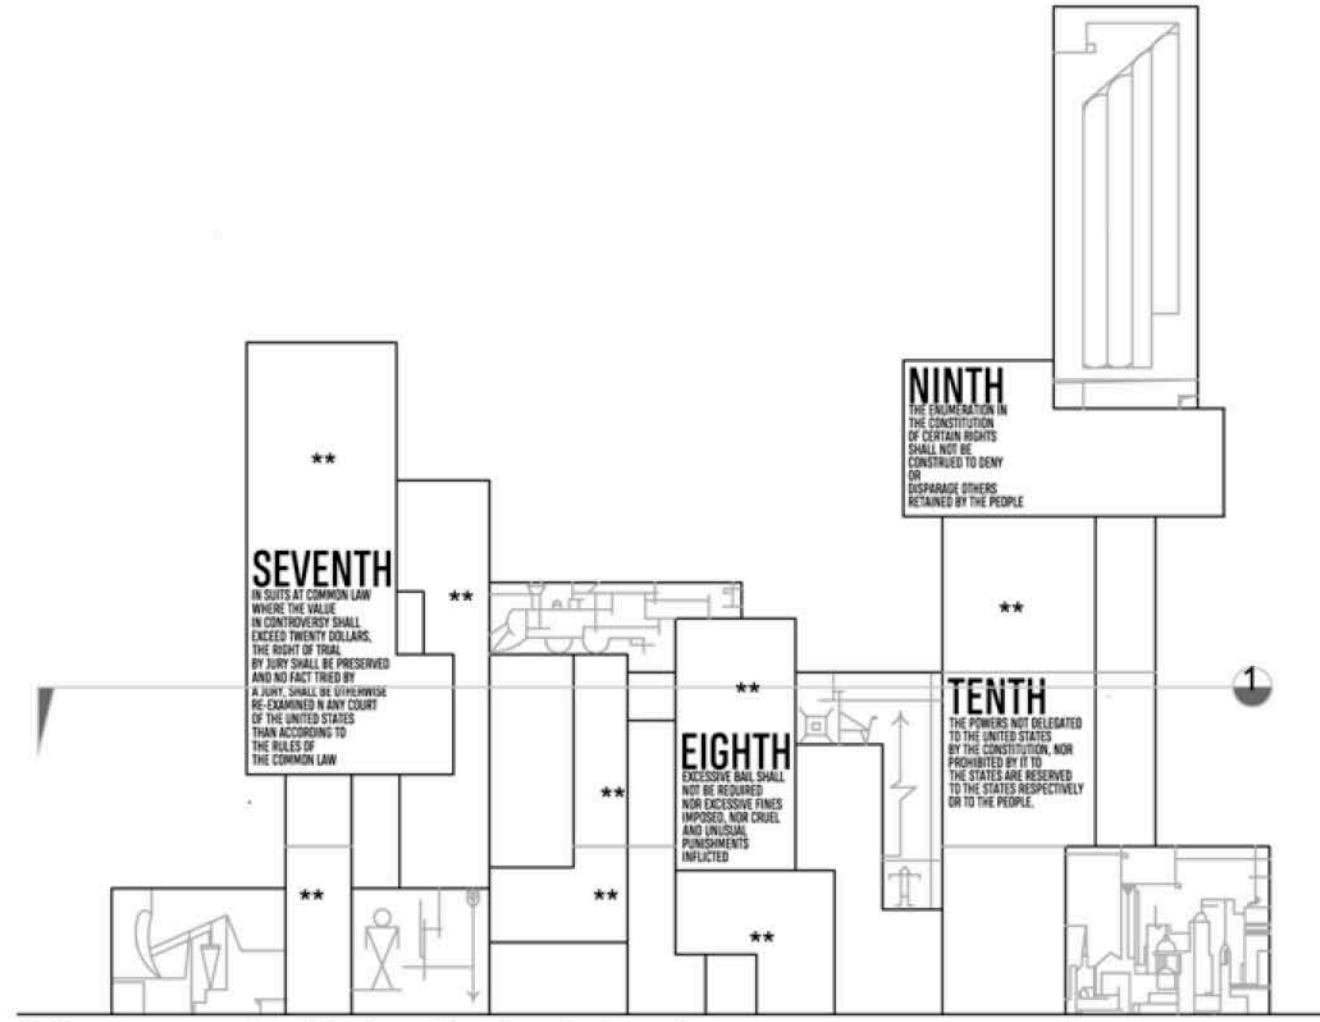 NINTH
THE ENUMERATION IN
THE CONSTITUTION
OF CERTAIN RIGHTS
SHALL NOT BE
CONSTRUED TO DENY
OR
DISPARAGE OTHERS
RETAINED BY THE PEOPLE
**
SEVENTH
IN SUITS AT COMMON LAW
WHERE THE VALUE
IN CONTROVERSY SHALL
EXCEED TWENTY DOLLARS,
THE RIGHT OF TRIAL
BY JURY SHALL BE PRESERVED
AND NO FACT TRIED BY
A JURY, SHALL BE OTHERWISE
RE-EXAMINED N ANY COURT
OF THE UNITED STATES
THAN ACCORDING TO
THE RULES OF
THE COMMON LAW
**
**
**
1
TENTH
THE POWERS NOT DELEGATED
TO THE UNITED STATES
BY THE CONSTITUTION, NOR
PROHIBITED BY IT TO
THE STATES ARE RESERVED
TO THE STATES RESPECTIVELY
OR TO THE PEOPLE.
**
EIGHTH
EXCESSIVE BAIL SHALL
NOT BE REQUIRED
NOR EXCESSIVE FINES
IMPOSED, NOR CRUEL
AND UNUSUAL
PUNISHMENTS
INFLICTED
**
**
**
**